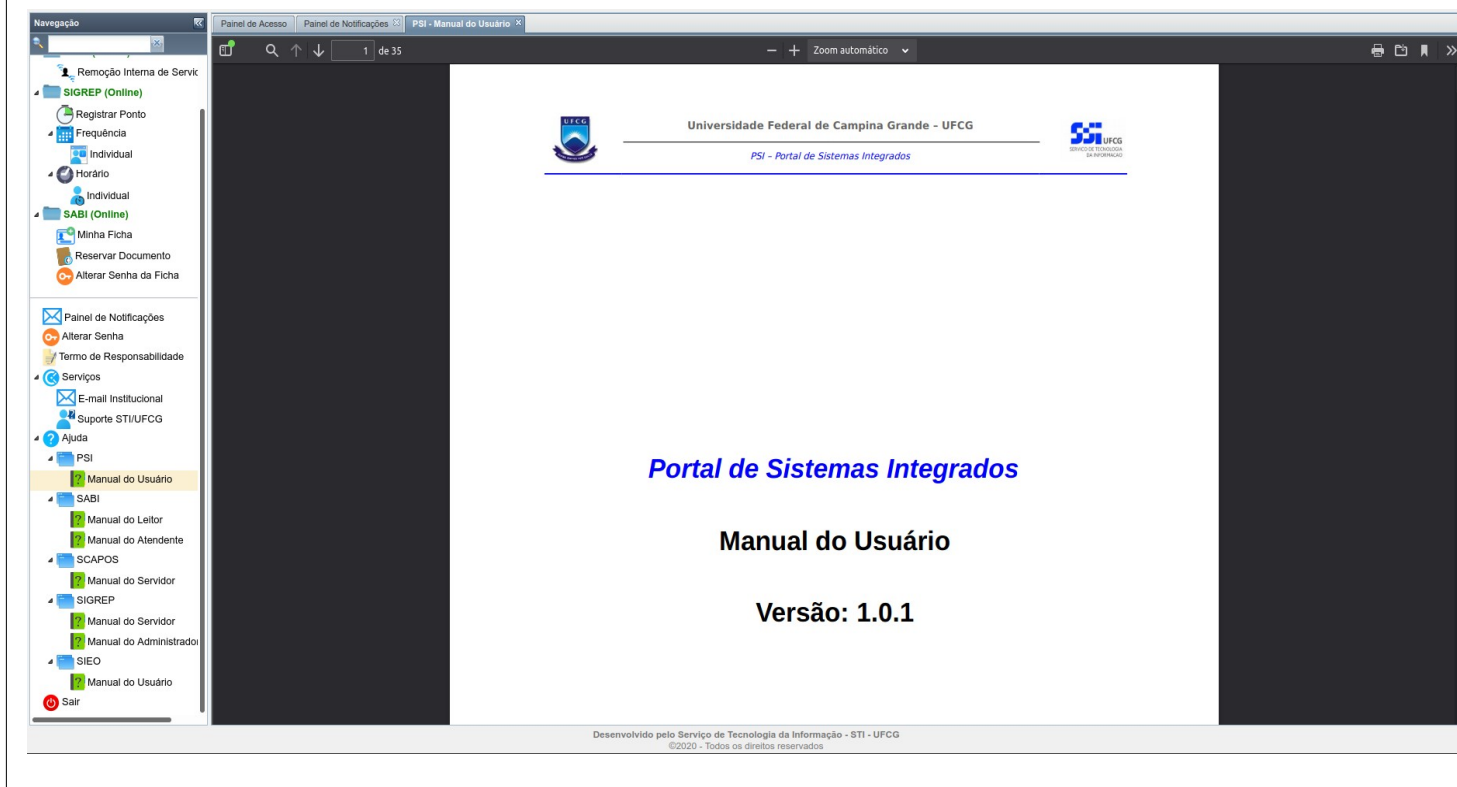 Navegação
Painel de Acesso
Painel de Notificações
PSI - Manual do Usuário
1 de 35
Zoom automático
Remoção Interna de Servic
SIGREP (Online)
Registrar Ponto
Frequência
Individual
Horário
Individual
SABI (Online)
Minha Ficha
Reservar Documento
Alterar Senha da Ficha
Painel de Notificações
Alterar Senha
Termo de Responsabilidade
Serviços
E-mail Institucional
Suporte STI/UFCG
Ajuda
PSI
Manual do Usuário
SABI
Manual do Leitor
Manual do Atendente
SCAPOS
Manual do Servidor
SIGREP
Manual do Servidor
Manual do Administrador
SIEO
Manual do Usuário
Sair
UFCG
Universidade Federal de Campina Grande – UFCG
PSI – Portal de Sistemas Integrados
SSi UFCG
SERVIÇO DE TECNOLOGIA
DA INFORMAÇÃO
Portal de Sistemas Integrados
Manual do Usuário
Versão: 1.0.1
Desenvolvido pelo Serviço de Tecnologia da Informação - STI - UFCG
©2020 - Todos os direitos reservados